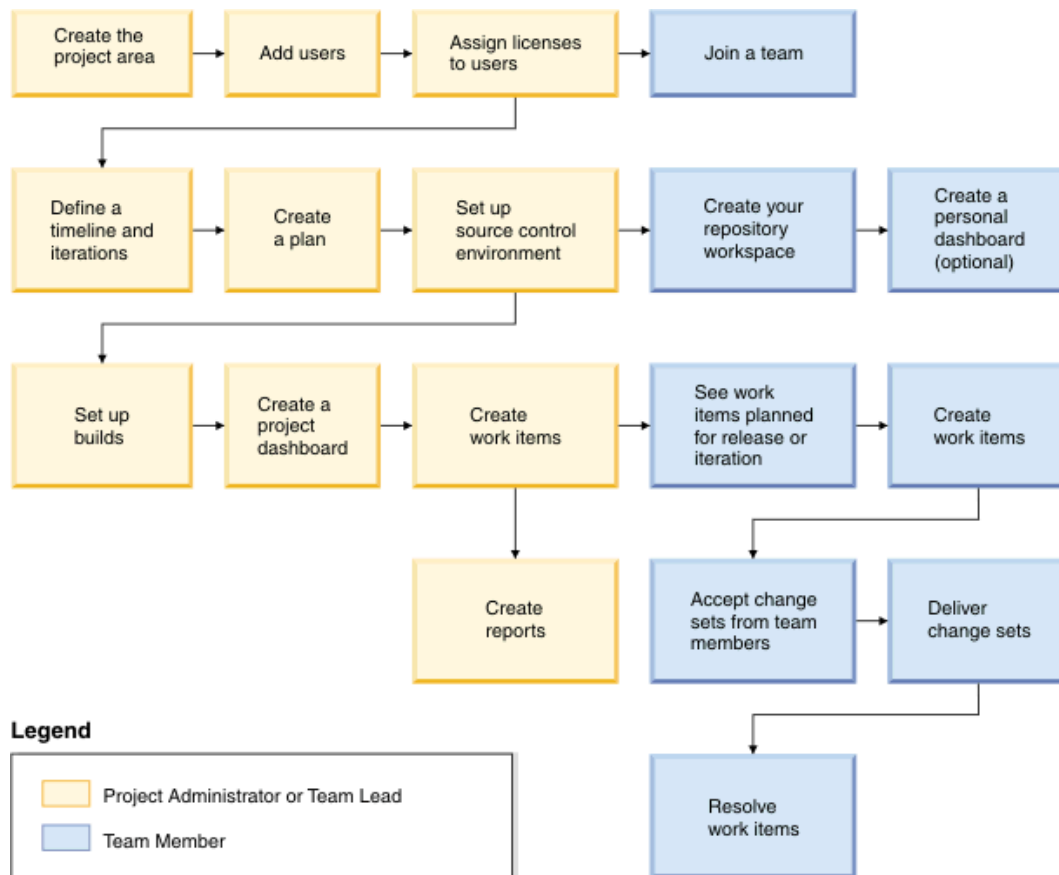 Create the
project area
Add users
Assign licenses
to users
Join a team
Define a
timeline and
iterations
Create
a plan
Set up
source control
environment
Create your
repository
workspace
Create a
personal
dashboard
(optional)
Set up
builds
Create a
project
dashboard
Create
work items
See work
items planned
for release or
iteration
Create
work items
Create
reports
Accept change
sets from team
members
Deliver
change sets
Resolve
work items
Legend
Project Administrator or Team Lead
Team Member